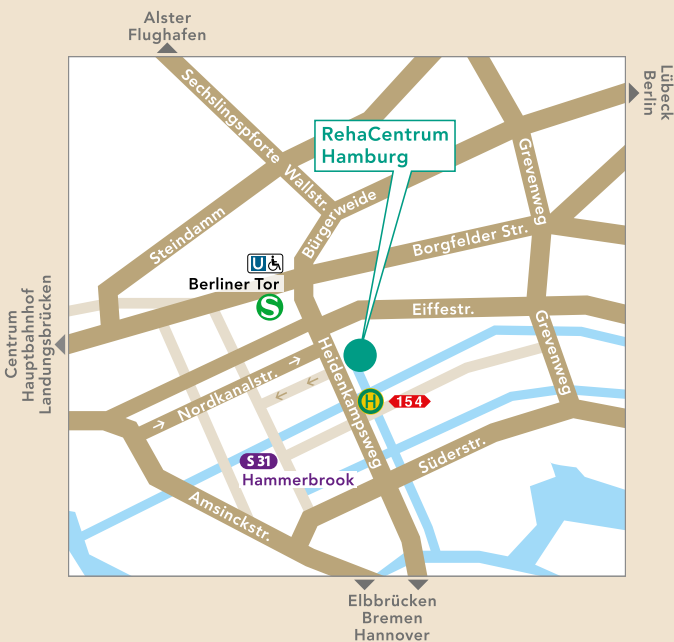 Alster
Flughafen
Lübeck
Berlin
Sechslingspforte
Wallstr.
RehaCentrum
Hamburg
Grevenweg
Bürgerweide
Steindamm
Borgfelder Str.
U
Berliner Tor
S
Centrum
Hauptbahnhof
Landungsbrücken
Eiffestr.
Grevenweg
Heidenkampsweg
Nordkanalstr.
H
154
S 31
Hammerbrook
Süderstr.
Amsinckstr.
Elbbrücken
Bremen
Hannover